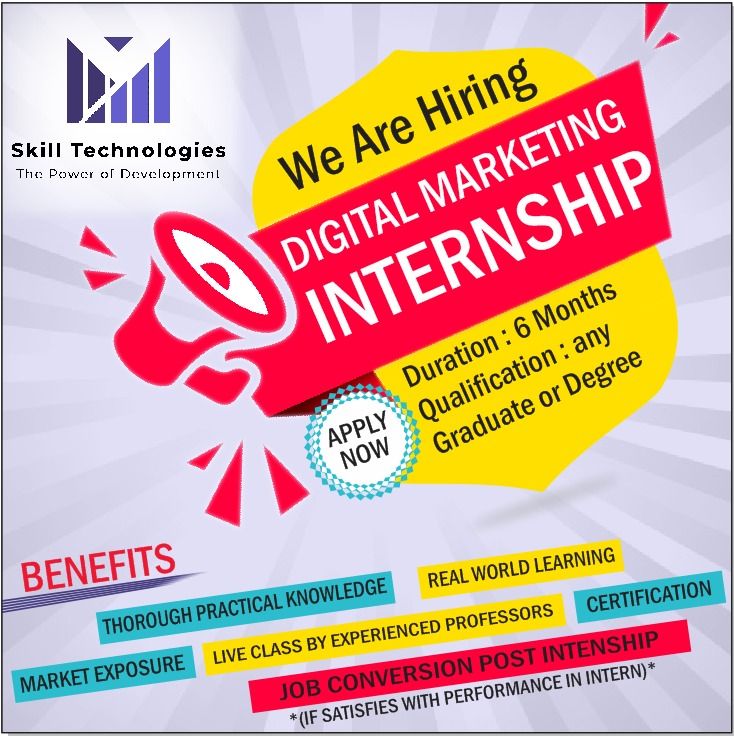 Skill Technologies
The Power of Development
We Are Hiring
DIGITAL MARKETING
INTERNSHIP
Duration : 6 Months
Qualification : any
Graduate or Degree
APPLY
NOW
BENEFITS
THOROUGH PRACTICAL KNOWLEDGE
REAL WORLD LEARNING
MARKET EXPOSURE
LIVE CLASS BY EXPERIENCED PROFESSORS
CERTIFICATION
JOB CONVERSION POST INTENSHIP
*(IF SATISFIES WITH PERFORMANCE IN INTERN)*